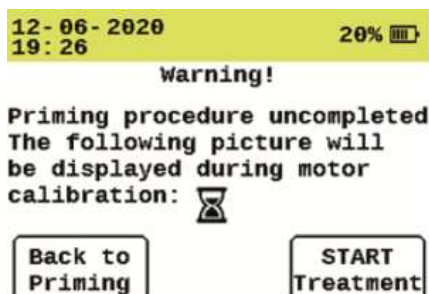 12-06-2020
19:26
20%
Warning!
Priming procedure uncompleted
The following picture will
be displayed during motor
calibration:
Back to
Priming
START
Treatment